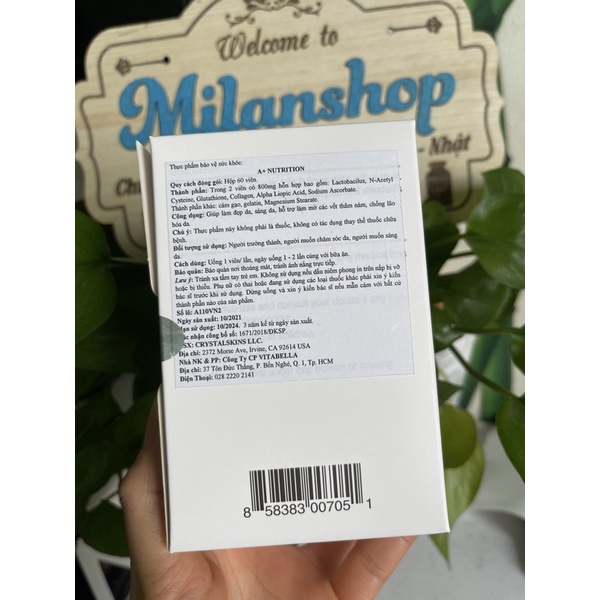 Welcome to
Milanshop
Nhật
Thực phẩm bảo vệ sức khỏe:
A+ NUTRITION
Quy cách đóng gói: Hộp 60 viên.
Thành phần: Trong 2 viên có 800mg hỗn hợp bao gồm: Lactobacillus, N-Acetyl
Cysteine, Glutathione, Collagen, Alpha Liopic Acid, Sodium Ascorbate.
Thành phần khác: cám gạo, gelatin, Magnesium Stearate.
Công dụng: Giúp làm đẹp da, sáng da, hỗ trợ làm mờ các vết thâm nám, chống lão
hóa da.
Chú ý: Thực phẩm này không phải là thuốc, không có tác dụng thay thế thuốc chữa
bệnh.
Đối tượng sử dụng: Người trưởng thành, người muốn chăm sóc da, người muốn sáng
da.
Cách dùng: Uống 1 viên/ lần, ngày uống 1 - 2 lần cùng với bữa ăn.
Bảo quản: Bảo quản nơi thoáng mát, tránh ánh nắng trực tiếp.
Lưu ý: Tránh xa tầm tay trẻ em. Không sử dụng nếu dấu niêm phong in trên nắp bị vỡ
hoặc bị thiếu. Phụ nữ có thai hoặc đang sử dụng các loại thuốc khác phải xin ý kiến
bác sĩ trước khi sử dụng. Dừng uống và xin ý kiến bác sĩ nếu mẫn cảm với bất cứ
thành phần nào của sản phẩm.
Số lô: A110VN2
Ngày sản xuất: 10/2021
Hạn sử dụng: 10/2024. 3 năm kể từ ngày sản xuất.
Xác nhận công bố số: 1671/2018/ĐKSP.
NSX: CRYSTALSKINS LLC.
Địa chỉ: 2372 Morse Ave, Irvine, CA 92614 USA
Nhà NK & PP: Công Ty CP VITABELLA
Địa chỉ: 37 Tôn Đức Thắng, P. Bến Nghé, Q. 1, Tp. HCM
Điện Thoại: 028 2220 2141
8 58383 00705 1